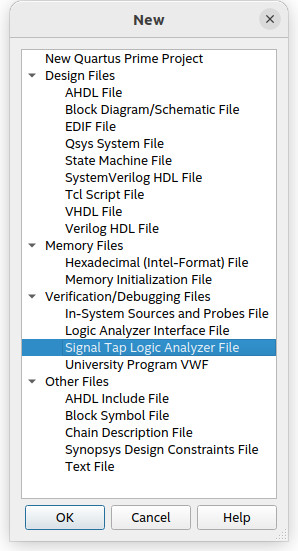 New
New Quartus Prime Project
Design Files
AHDL File
Block Diagram/Schematic File
EDIF File
Qsys System File
State Machine File
SystemVerilog HDL File
Tcl Script File
VHDL File
Verilog HDL File
Memory Files
Hexadecimal (Intel-Format) File
Memory Initialization File
Verification/Debugging Files
In-System Sources and Probes File
Logic Analyzer Interface File
Signal Tap Logic Analyzer File
University Program VWF
Other Files
AHDL Include File
Block Symbol File
Chain Description File
Synopsys Design Constraints File
Text File
OK Cancel Help